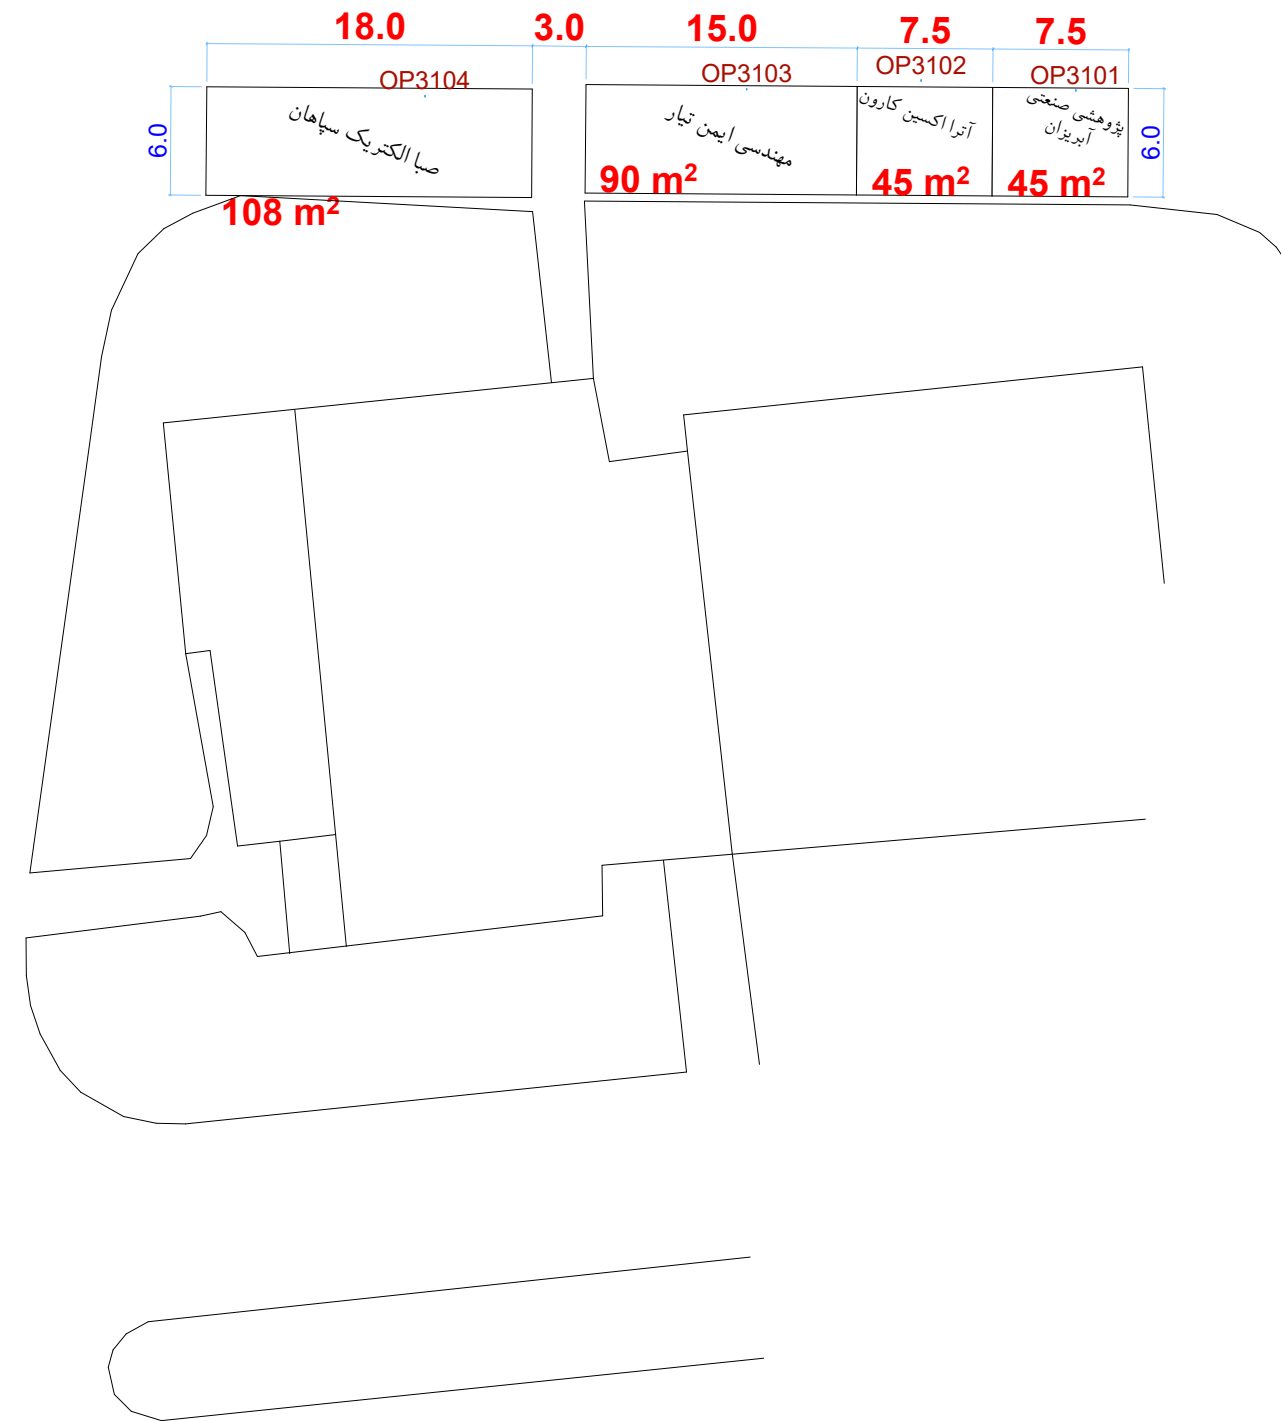 18.0 3.0 15.0 7.5 7.5
OP3104 OP3103 OP3102 OP3101
6.0
صبا الکتریک سپاهان
مهندسی ایمن تیار
آترا اکسین کارون
پژوهشی صنعتی
آبریزان
6.0
108 m²
90 m²
45 m²
45 m²